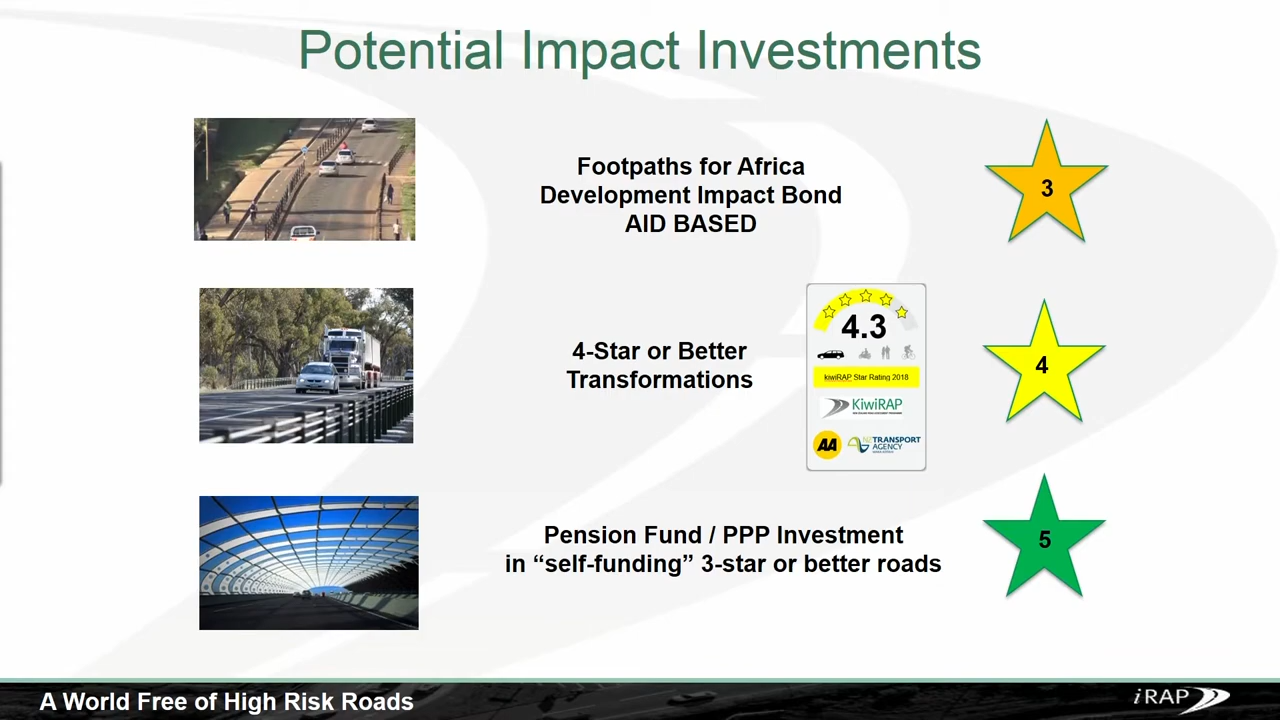 Potential Impact Investments
Footpaths for Africa
Development Impact Bond
AID BASED
3
4-Star or Better
Transformations
4.3
kiwiRAP Star Rating 2018
KiwiRAP
AA
NZ TRANSPORT
AGENCY
4
Pension Fund / PPP Investment
in “self-funding” 3-star or better roads
5
A World Free of High Risk Roads
iRAP